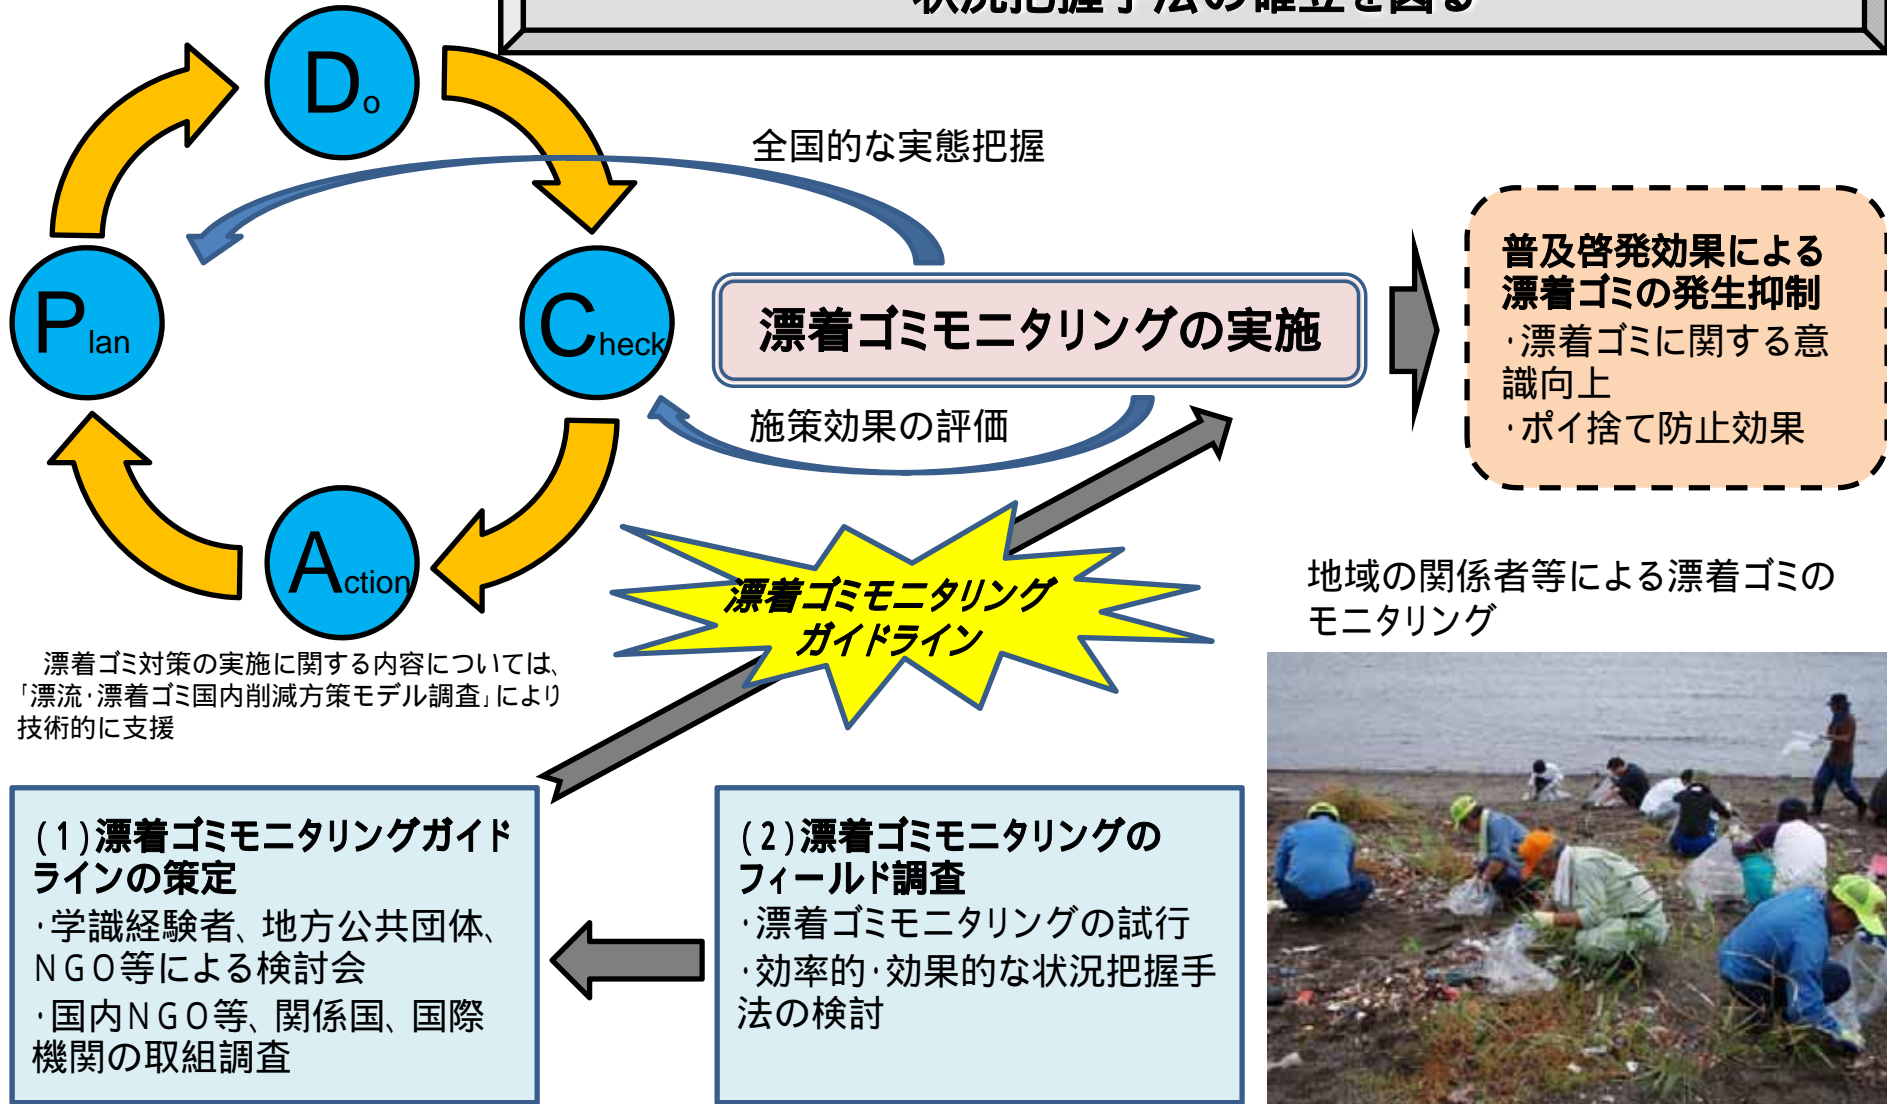 状況把握手法の確立を図る
Do
全国的な実態把握
Plan
Check
漂着ゴミモニタリングの実施
普及啓発効果による
漂着ゴミの発生抑制
・漂着ゴミに関する意
識向上
・ポイ捨て防止効果
施策効果の評価
Action
漂着ゴミモニタリング
ガイドライン
地域の関係者等による漂着ゴミの
モニタリング
漂着ゴミ対策の実施に関する内容については、
「漂流・漂着ゴミ国内削減方策モデル調査」により
技術的に支援
(1)漂着ゴミモニタリングガイド
ラインの策定
・学識経験者、地方公共団体、
NGO等による検討会
・国内NGO等、関係国、国際
機関の取組調査
(2)漂着ゴミモニタリングの
フィールド調査
・漂着ゴミモニタリングの試行
・効率的・効果的な状況把握手
法の検討